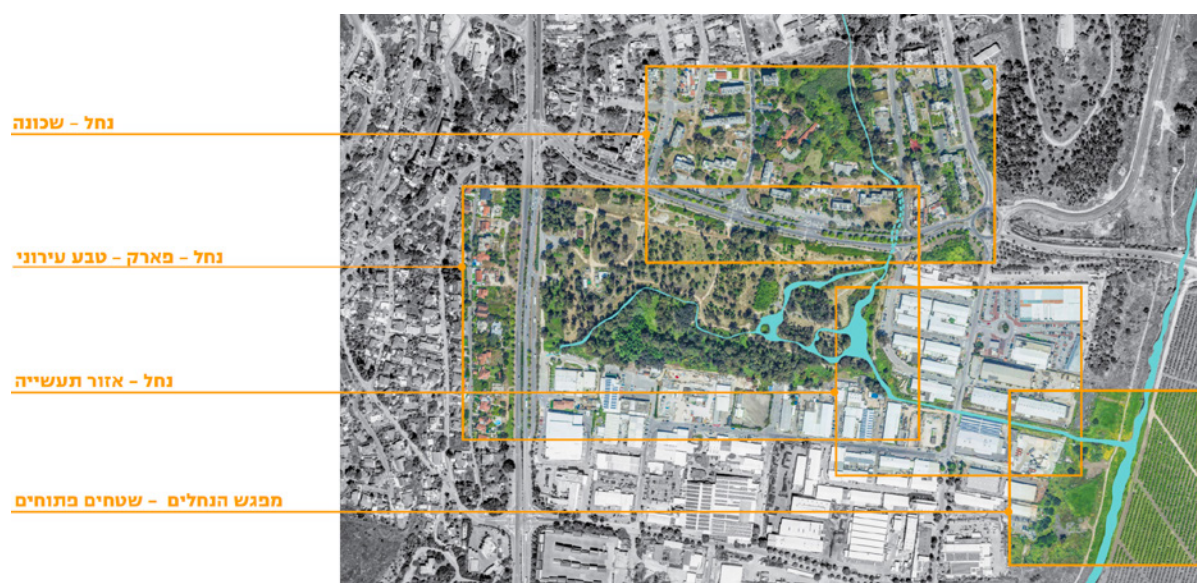 נחל - שכונה
נחל - פארק - טבע עירוני
נחל - אזור תעשייה
מפגש הנחלים - שטחים פתוחים